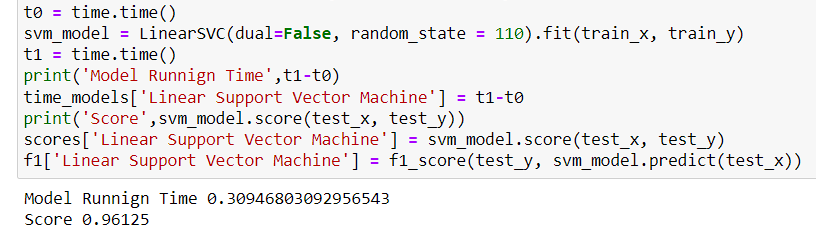 t0 = time.time()
svm_model = LinearSVC(dual=False, random_state = 110).fit(train_x, train_y)
t1 = time.time()
print('Model Runnign Time',t1-t0)
time_models['Linear Support Vector Machine'] = t1-t0
print('Score',svm_model.score(test_x, test_y))
scores['Linear Support Vector Machine'] = svm_model.score(test_x, test_y)
f1['Linear Support Vector Machine'] = f1_score(test_y, svm_model.predict(test_x))
Model Runnign Time 0.30946803092956543
Score 0.96125